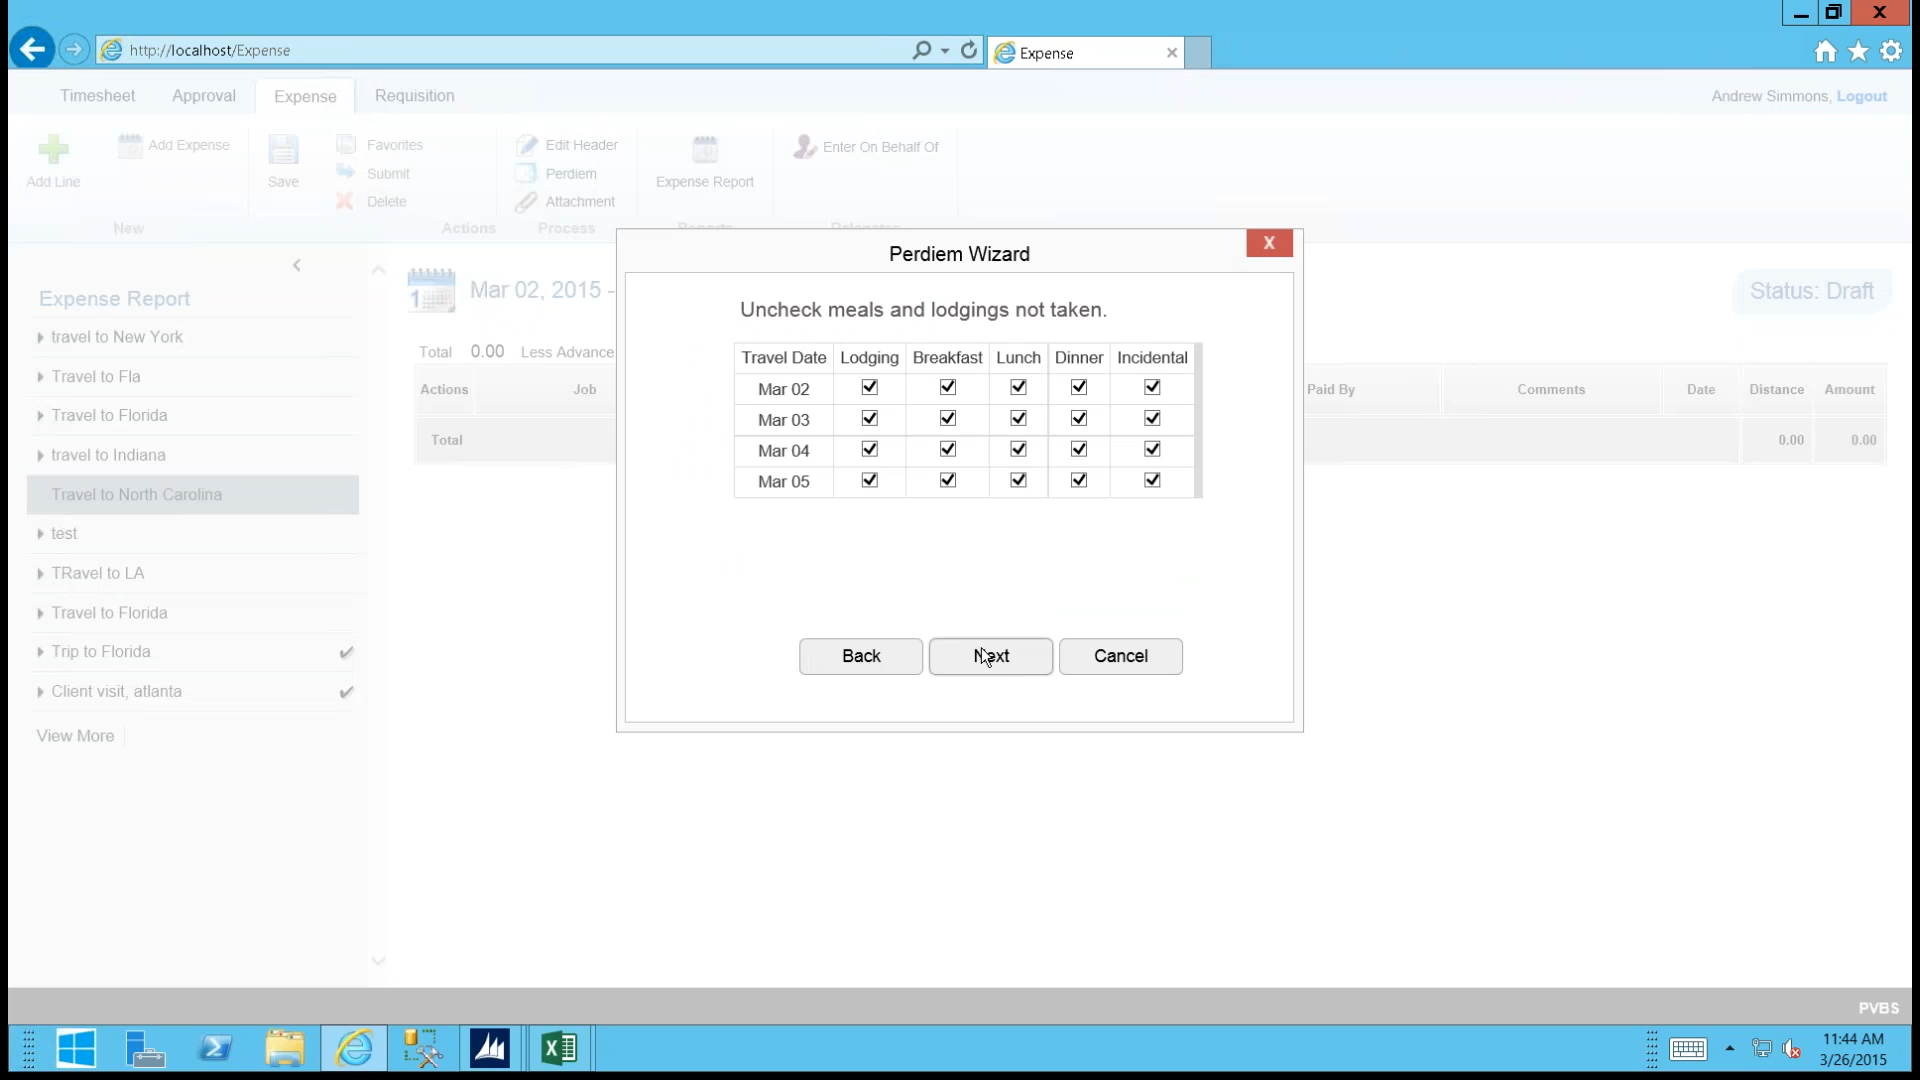 http://localhost/Expense
Expense
Timesheet Approval Expense Requisition
Andrew Simmons, Logout
Add Line
Add Expense
New
Save
Favorites
Submit
Delete
Actions
Edit Header
Perdiem
Attachment
Process
Expense Report
Reports
Enter On Behalf Of
Delegates
Expense Report
travel to New York
Travel to Fla
Travel to Florida
travel to Indiana
Travel to North Carolina
test
TRavel to LA
Travel to Florida
Trip to Florida
Client visit, atlanta
View More
1
Mar 02, 2015 -
Status: Draft
Total 0.00 Less Advance
Actions Job Paid By Comments Date Distance Amount
Total 0.00 0.00
Perdiem Wizard
X
Uncheck meals and lodgings not taken.
Travel Date Lodging Breakfast Lunch Dinner Incidental
Mar 02
Mar 03
Mar 04
Mar 05
Back Next Cancel
PVBS
11:44 AM
3/26/2015